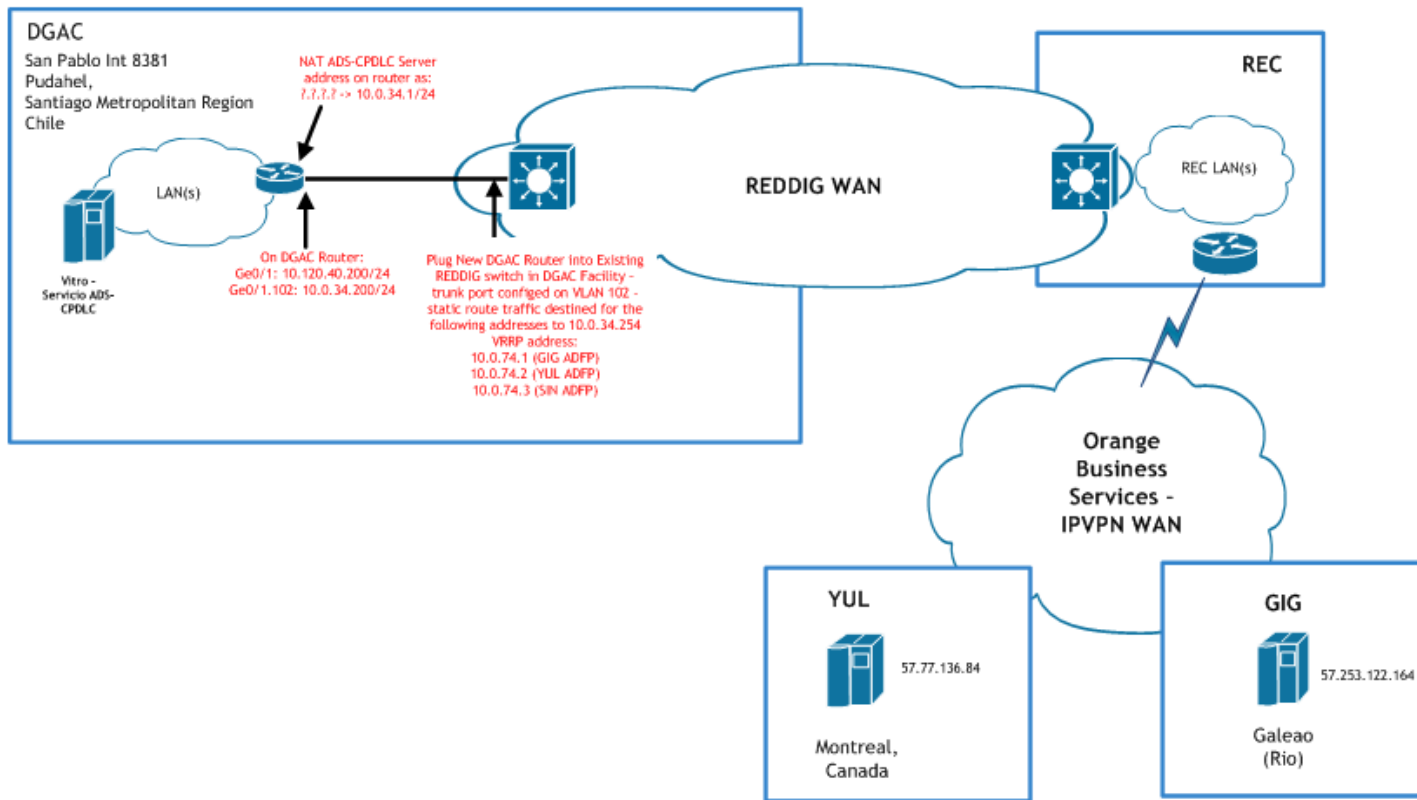 DGAC
San Pablo Int 8381
Pudahel,
Santiago Metropolitan Region
Chile
NAT ADS-CPDLC Server
address on router as:
?.?.?.? -> 10.0.34.1/24
LAN(s)
Vitro -
Servicio ADS-
CPDLC
On DGAC Router:
Ge0/1: 10.120.40.200/24
Ge0/1.102: 10.0.34.200/24
Plug New DGAC Router into Existing
REDDIG switch in DGAC Facility -
trunk port configed on VLAN 102 -
static route traffic destined for the
following addresses to 10.0.34.254
VRRP address:
10.0.74.1 (GIG ADFP)
10.0.74.2 (YUL ADFP)
10.0.74.3 (SIN ADFP)
REDDIG WAN
REC
REC LAN(s)
Orange
Business
Services -
IPVPN WAN
YUL
57.77.136.84
Montreal,
Canada
GIG
57.253.122.164
Galeao
(Rio)